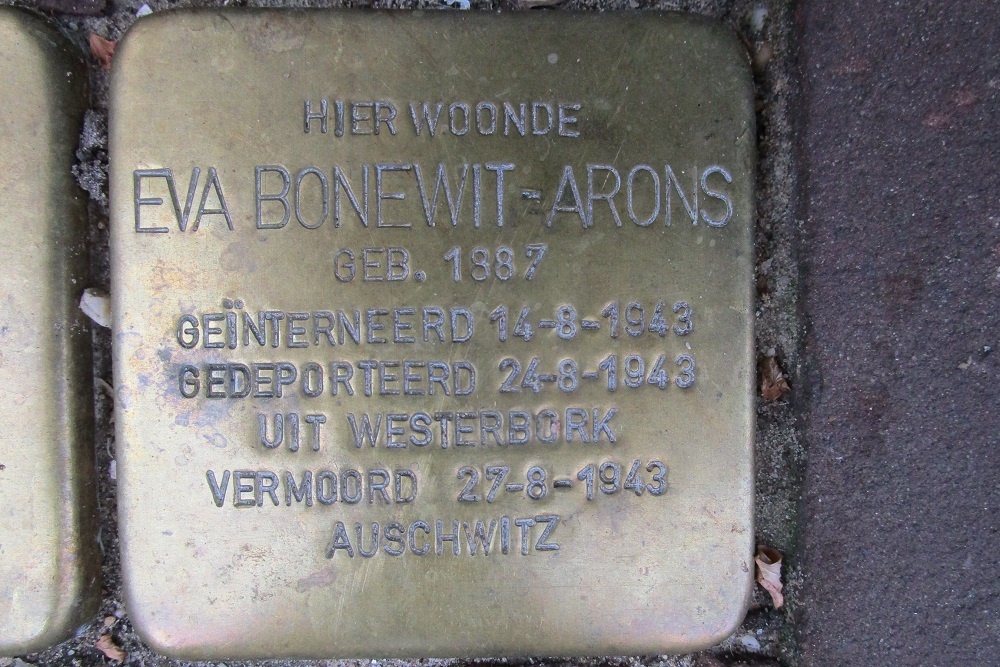 HIER WOONDE
EVA BONEWIT-ARONS
GEB. 1887
GEÏNTERNEERD 14-8-1943
GEDEPORTEERD 24-8-1943
UIT WESTERBORK
VERMOORD 27-8-1943
AUSCHWITZ